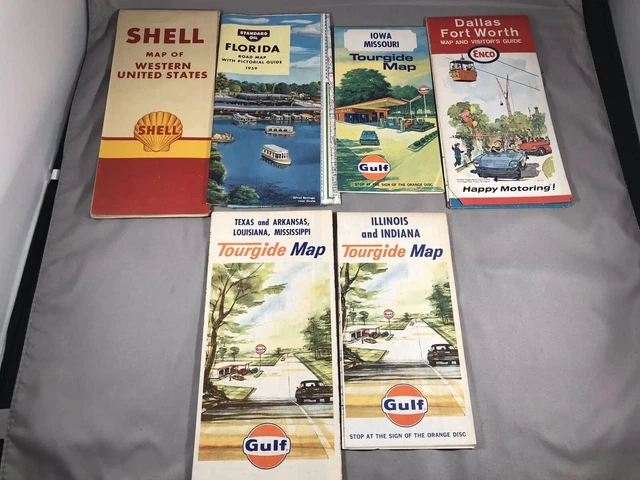 SHELL
MAP OF
WESTERN
UNITED STATES
SHELL
STANDARD
OIL
FLORIDA
ROAD MAP
WITH PICTORIAL GUIDE
1959
IOWA
MISSOURI
Tourgide
Map
Gulf
STOP AT THE SIGN OF THE ORANGE DISC
Dallas
Fort Worth
MAP AND VISITOR'S GUIDE
ENCO
Happy Motoring!
TEXAS and ARKANSAS,
LOUISIANA, MISSISSIPPI
Tourgide Map
Gulf
ILLINOIS
and INDIANA
Tourgide Map
Gulf
STOP AT THE SIGN OF THE ORANGE DISC